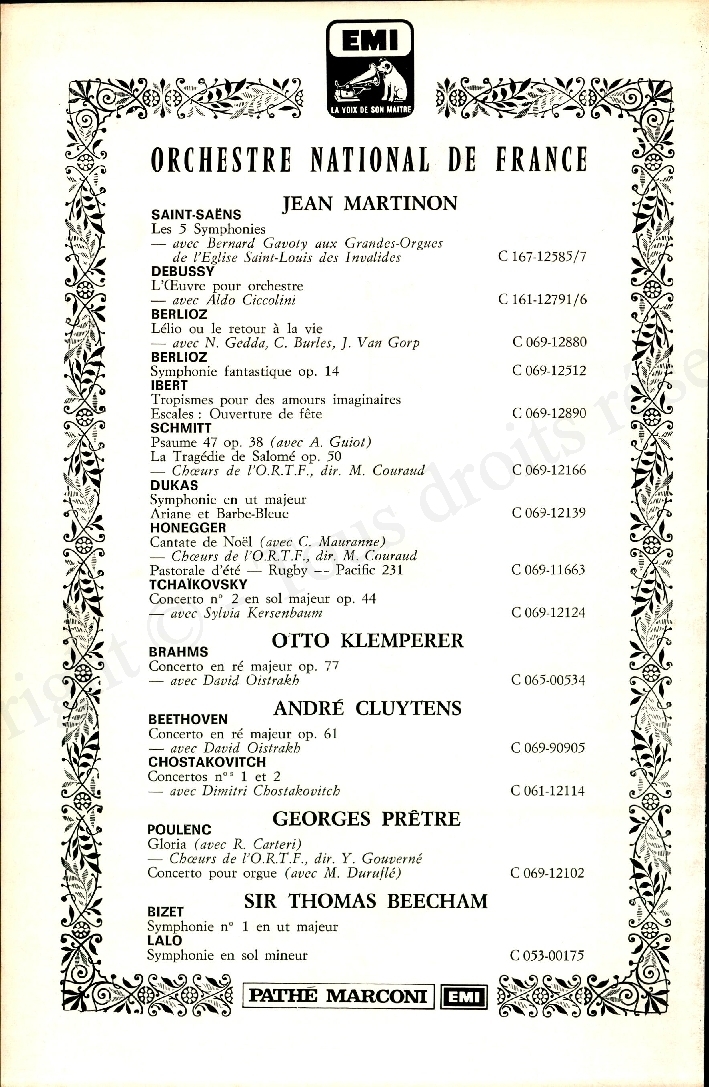 EMI
LA VOIX DE SON MAITRE
ORCHESTRE NATIONAL DE FRANCE
JEAN MARTINON
SAINT-SAËNS
Les 5 Symphonies
— avec Bernard Gavoty aux Grandes-Orgues
de l'Eglise Saint-Louis des Invalides C 167-12585/7
DEBUSSY
L'Œuvre pour orchestre
— avec Aldo Ciccolini C 161-12791/6
BERLIOZ
Lélio ou le retour à la vie
— avec N. Gedda, C. Burles, J. Van Gorp C 069-12880
BERLIOZ
Symphonie fantastique op. 14 C 069-12512
IBERT
Tropismes pour des amours imaginaires
Escales : Ouverture de fête C 069-12890
SCHMITT
Psaume 47 op. 38 (avec A. Guiot)
La Tragédie de Salomé op. 50
— Chœurs de l'O.R.T.F., dir. M. Couraud C 069-12166
DUKAS
Symphonie en ut majeur
Ariane et Barbe-Bleue C 069-12139
HONEGGER
Cantate de Noël (avec C. Mauranne)
— Chœurs de l'O.R.T.F., dir. M. Couraud
Pastorale d'été — Rugby -- Pacific 231 C 069-11663
TCHAÏKOVSKY
Concerto n° 2 en sol majeur op. 44
— avec Sylvia Kersenbaum C 069-12124
OTTO KLEMPERER
BRAHMS
Concerto en ré majeur op. 77
— avec David Oistrakh C 065-00534
ANDRÉ CLUYTENS
BEETHOVEN
Concerto en ré majeur op. 61
— avec David Oistrakh C 069-90905
CHOSTAKOVITCH
Concertos nos 1 et 2
— avec Dimitri Chostakovitch C 061-12114
GEORGES PRÊTRE
POULENC
Gloria (avec R. Carteri)
— Chœurs de l'O.R.T.F., dir. Y. Gouverné
Concerto pour orgue (avec M. Duruflé) C 069-12102
SIR THOMAS BEECHAM
BIZET
Symphonie n° 1 en ut majeur
LALO
Symphonie en sol mineur C 053-00175
PATHÉ MARCONI EMI
right © tous droits rése